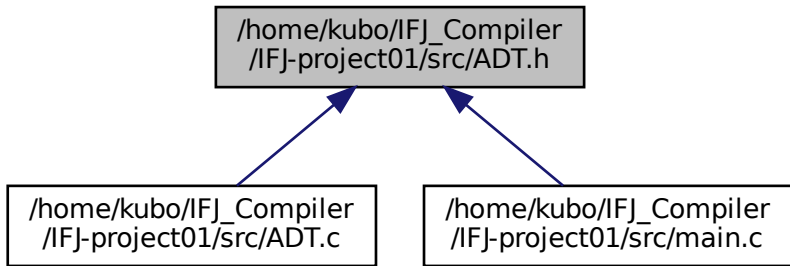 /home/kubo/IFJ_Compiler
/IFJ-project01/src/ADT.h
/home/kubo/IFJ_Compiler
/IFJ-project01/src/ADT.c
/home/kubo/IFJ_Compiler
/IFJ-project01/src/main.c